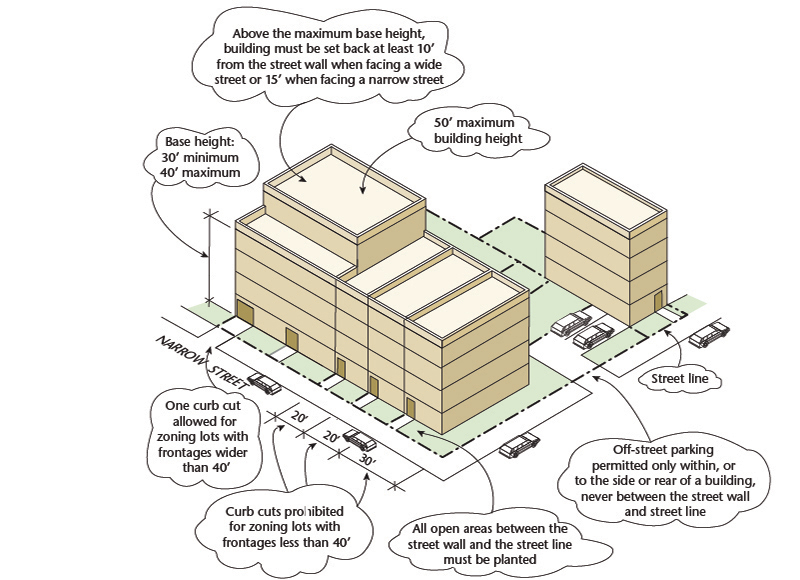 Above the maximum base height,
building must be set back at least 10′
from the street wall when facing a wide
street or 15′ when facing a narrow street
50′ maximum
building height
Base height:
30′ minimum
40′ maximum
NARROW STREET
Street line
One curb cut
allowed for
zoning lots with
frontages wider
than 40′
20′
20′
30′
Off-street parking
permitted only within, or
to the side or rear of a building,
never between the street wall
and street line
Curb cuts prohibited
for zoning lots with
frontages less than 40′
All open areas between the
street wall and the street line
must be planted